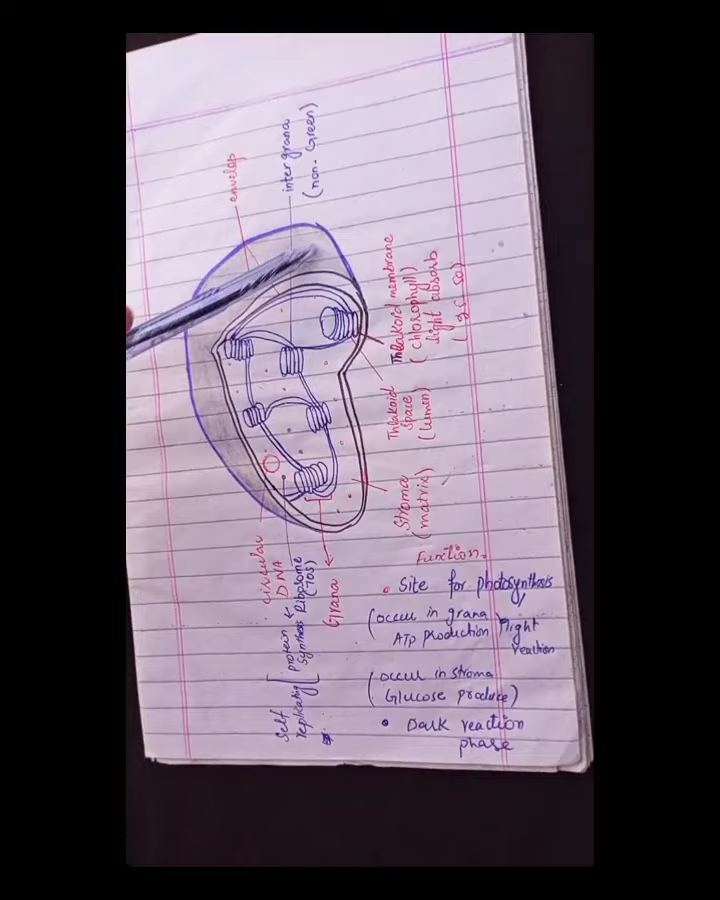 envelop
inter grana
(non-Green)
Thlakoid membrane
(chlorophyll)
light absorb
Thlakoid
space
(lumen)
Stroma
(matrix)
circular
DNA
Ribosome
(70S)
protein
synthesis
Self
replicating
Grana
Function.
• Site for photosynthesis
(occur in grana
ATP production) light
reaction
(occur in stroma
Glucose produce)
• Dark reaction
phase